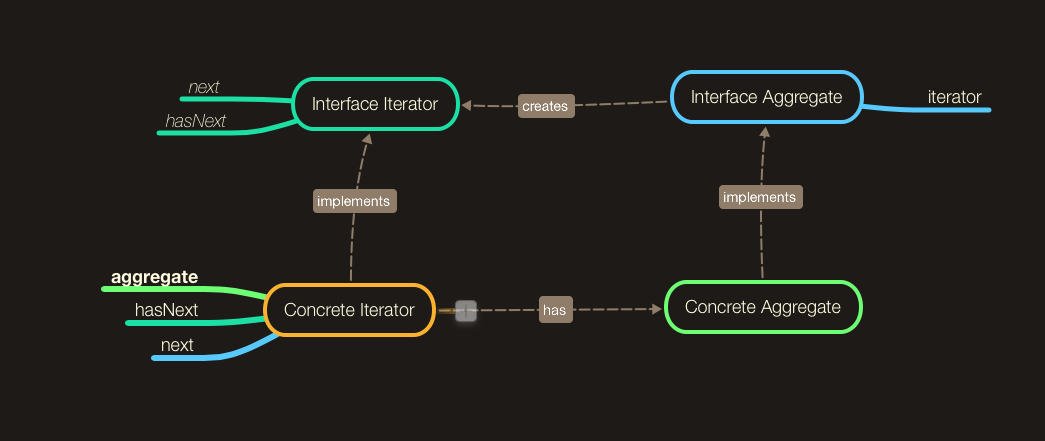 next
hasNext
Interface Iterator
creates
Interface Aggregate
iterator
implements
implements
aggregate
hasNext
next
Concrete Iterator
has
Concrete Aggregate